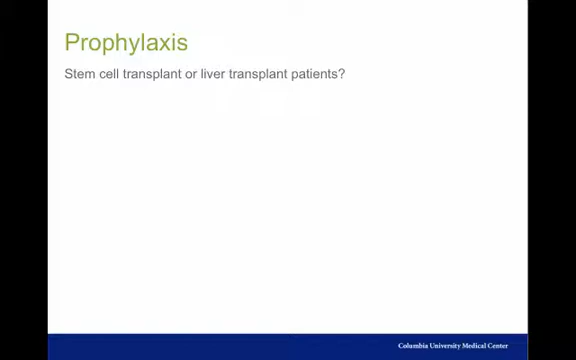 Prophylaxis
Stem cell transplant or liver transplant patients?
Columbia University Medical Center